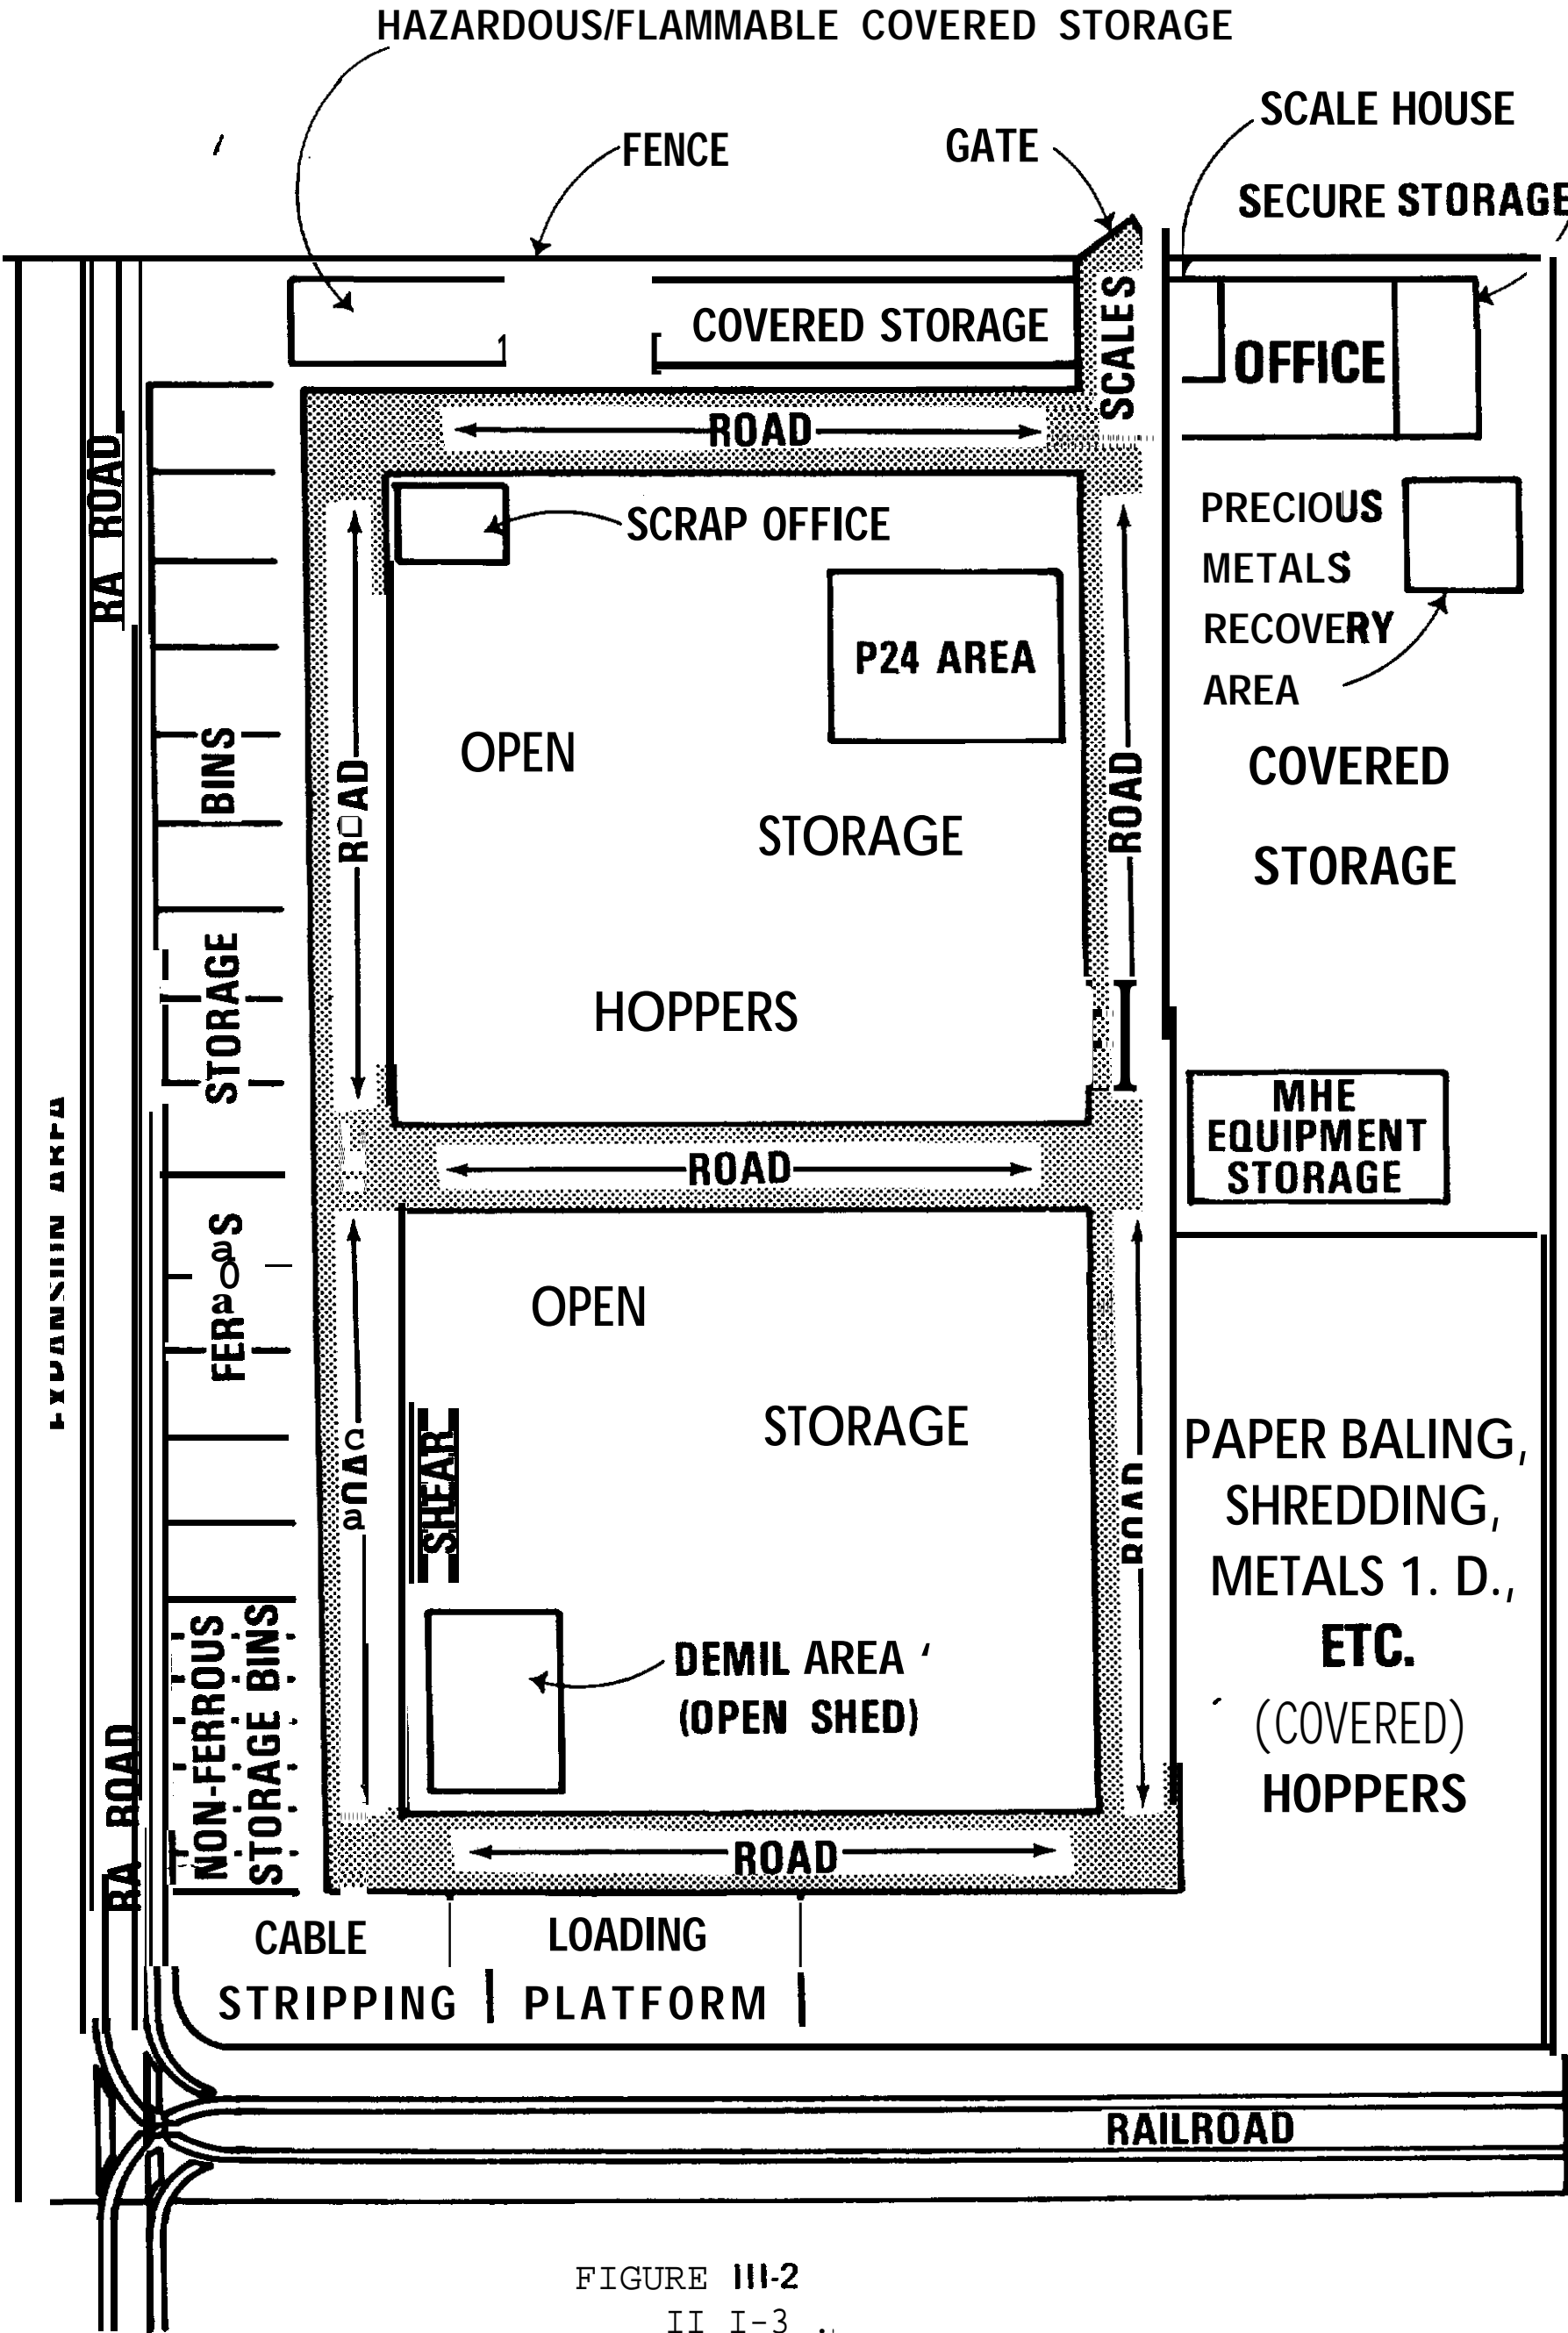 HAZARDOUS/FLAMMABLE COVERED STORAGE
SCALE HOUSE
FENCE
GATE
SECURE STORAGE
COVERED STORAGE
SCALES
OFFICE
ROAD
RA ROAD
SCRAP OFFICE
PRECIOUS
METALS
RECOVERY
AREA
P24 AREA
OPEN
STORAGE
HOPPERS
ROAD
ROAD
COVERED
STORAGE
BINS
STORAGE
MHE
EQUIPMENT
STORAGE
ROAD
EXPANSION AREA
OPEN
STORAGE
SHEAR
ROAD
PAPER BALING,
SHREDDING,
METALS 1. D.,
ETC.
(COVERED)
HOPPERS
NON-FERROUS
STORAGE BINS
DEMIL AREA
(OPEN SHED)
RA ROAD
ROAD
CABLE
STRIPPING
LOADING
PLATFORM
RAILROAD
FIGURE III-2
II I-3